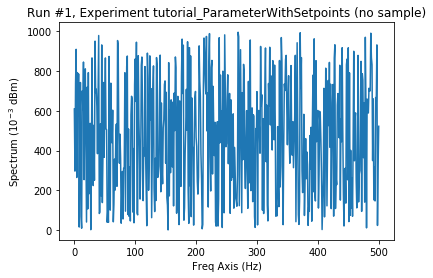 Run #1, Experiment tutorial_ParameterWithSetpoints (no sample)
1000
800
600
400
200
0
Spectrum (10⁻³ dBm)
0 100 200 300 400 500
Freq Axis (Hz)